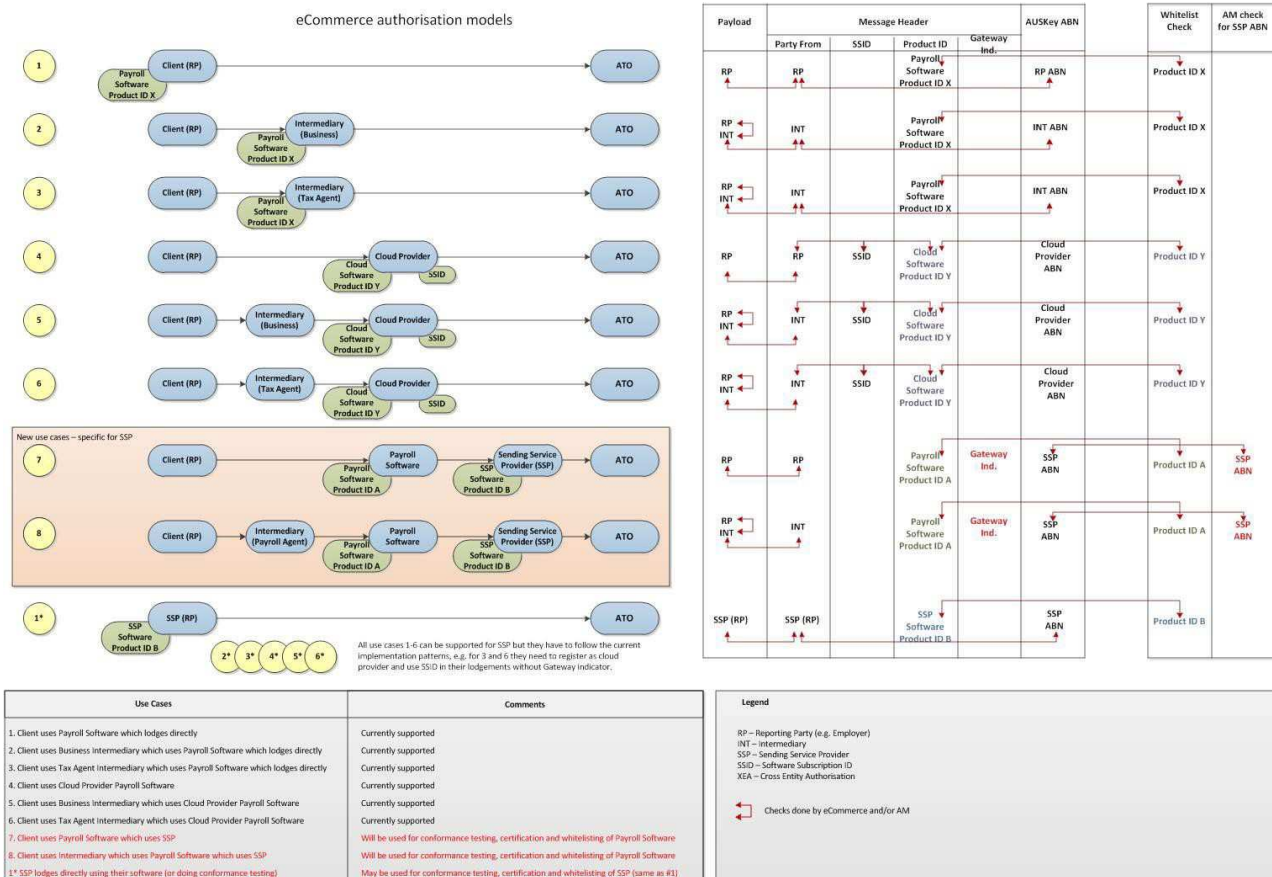 eCommerce authorisation models
1
Client (RP)
Payroll
Software
Product ID X
ATO
2
Client (RP)
Intermediary
(Business)
Payroll
Software
Product ID X
ATO
3
Client (RP)
Intermediary
(Tax Agent)
Payroll
Software
Product ID X
ATO
4
Client (RP)
Cloud Provider
Cloud
Software
Product ID Y
SSID
ATO
5
Client (RP)
Intermediary
(Business)
Cloud Provider
Cloud
Software
Product ID Y
SSID
ATO
6
Client (RP)
Intermediary
(Tax Agent)
Cloud Provider
Cloud
Software
Product ID Y
SSID
ATO
New use cases – specific for SSP
7
Client (RP)
Payroll
Software
Payroll
Software
Product ID A
Sending Service
Provider (SSP)
SSP
Software
Product ID B
ATO
8
Client (RP)
Intermediary
(Payroll Agent)
Payroll
Software
Payroll
Software
Product ID A
Sending Service
Provider (SSP)
SSP
Software
Product ID B
ATO
1*
SSP (RP)
SSP
Software
Product ID B
ATO
2* 3* 4* 5* 6*
All use cases 1-6 can be supported for SSP but they have to follow the current
implementation patterns, e.g. for 3 and 6 they need to register as cloud
provider and use SSID in their lodgements without Gateway indicator.
Payload
Message Header
AUSKey ABN
Whitelist
Check
AM check
for SSP ABN
Party From
SSID
Product ID
Gateway
Ind.
RP
RP
Payroll
Software
Product ID X
RP ABN
Product ID X
RP
INT
INT
Payroll
Software
Product ID X
INT ABN
Product ID X
RP
INT
INT
Payroll
Software
Product ID X
INT ABN
Product ID X
RP
RP
SSID
Cloud
Software
Product ID Y
Cloud
Provider
ABN
Product ID Y
RP
INT
INT
SSID
Cloud
Software
Product ID Y
Cloud
Provider
ABN
Product ID Y
RP
INT
INT
SSID
Cloud
Software
Product ID Y
Cloud
Provider
ABN
Product ID Y
RP
RP
Payroll
Software
Product ID A
Gateway
Ind.
SSP
ABN
Product ID A
SSP
ABN
RP
INT
INT
Payroll
Software
Product ID A
Gateway
Ind.
SSP
ABN
Product ID A
SSP
ABN
SSP (RP)
SSP (RP)
SSP
Software
Product ID B
SSP
ABN
Product ID B
Use Cases
Comments
1. Client uses Payroll Software which lodges directly
Currently supported
2. Client uses Business Intermediary which uses Payroll Software which lodges directly
Currently supported
3. Client uses Tax Agent Intermediary which uses Payroll Software which lodges directly
Currently supported
4. Client uses Cloud Provider Payroll Software
Currently supported
5. Client uses Business Intermediary which uses Cloud Provider Payroll Software
Currently supported
6. Client uses Tax Agent Intermediary which uses Cloud Provider Payroll Software
Currently supported
7. Client uses Payroll Software which uses SSP
Will be used for conformance testing, certification and whitelisting of Payroll Software
8. Client uses Intermediary which uses Payroll Software which uses SSP
Will be used for conformance testing, certification and whitelisting of Payroll Software
1* SSP lodges directly using their software (or doing conformance testing)
May be used for conformance testing, certification and whitelisting of SSP (same as #1)
Legend
RP – Reporting Party (e.g. Employer)
INT – Intermediary
SSP – Sending Service Provider
SSID – Software Subscription ID
XEA – Cross Entity Authorisation
Checks done by eCommerce and/or AM